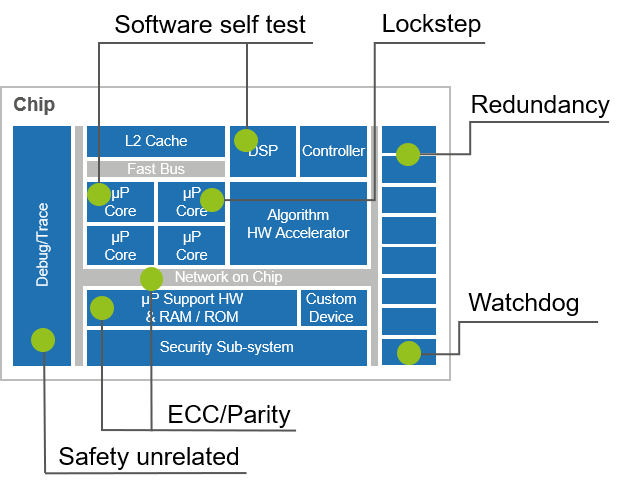 Software self test
Lockstep
Chip
Redundancy
L2 Cache
DSP
Controller
Fast Bus
µP
Core
µP
Core
Algorithm
HW Accelerator
µP
Core
µP
Core
Debug/Trace
Network on Chip
µP Support HW
& RAM / ROM
Custom
Device
Watchdog
Security Sub-system
ECC/Parity
Safety unrelated